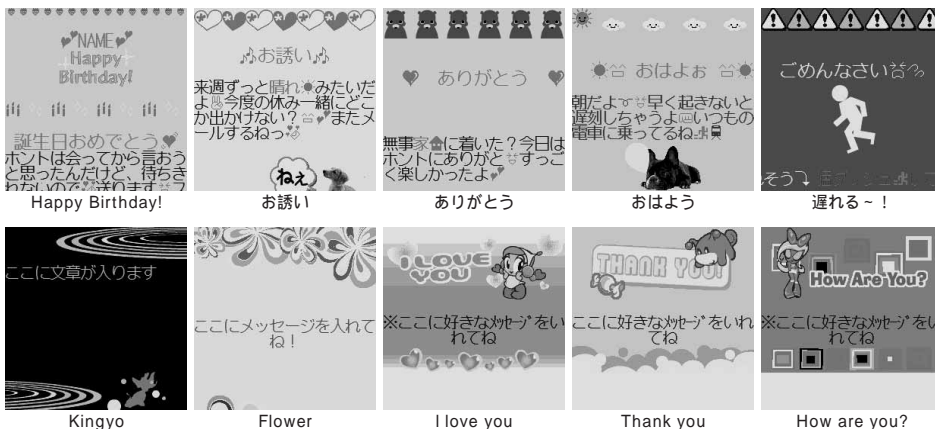 NAME
Happy
Birthday!
誕生日おめでとう
ホントは会ってから言おう
と思ったんだけど、待ちき
れないので送ります
Happy Birthday!
お誘い
来週ずっと晴れみたいだ
よ今度の休み一緒にどこ
か出かけない？またメ
ールするねっ
ねえ
お誘い
ありがとう
無事家に着いた？今日は
ホントにありがとすっご
く楽しかったよ
ありがとう
おはよぉ
朝だよ早く起きないと
遅刻しちゃうよいつもの
電車に乗ってるね
おはよう
ごめんなさい
そう
遅れる～！
ここに文章が入ります
Kingyo
ここにメッセージを入れて
ね！
Flower
I LOVE
YOU
※ここに好きなﾒｯｾｰｼﾞをい
れてね
I love you
THANK YOU!
ここに好きなﾒｯｾｰｼﾞをいれ
てね
Thank you
How Are You?
※ここに好きなﾒｯｾｰｼﾞをい
れてね
How are you?